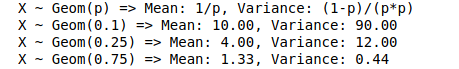 X ~ Geom(p) => Mean: 1/p, Variance: (1-p)/(p*p)
X ~ Geom(0.1) => Mean: 10.00, Variance: 90.00
X ~ Geom(0.25) => Mean: 4.00, Variance: 12.00
X ~ Geom(0.75) => Mean: 1.33, Variance: 0.44